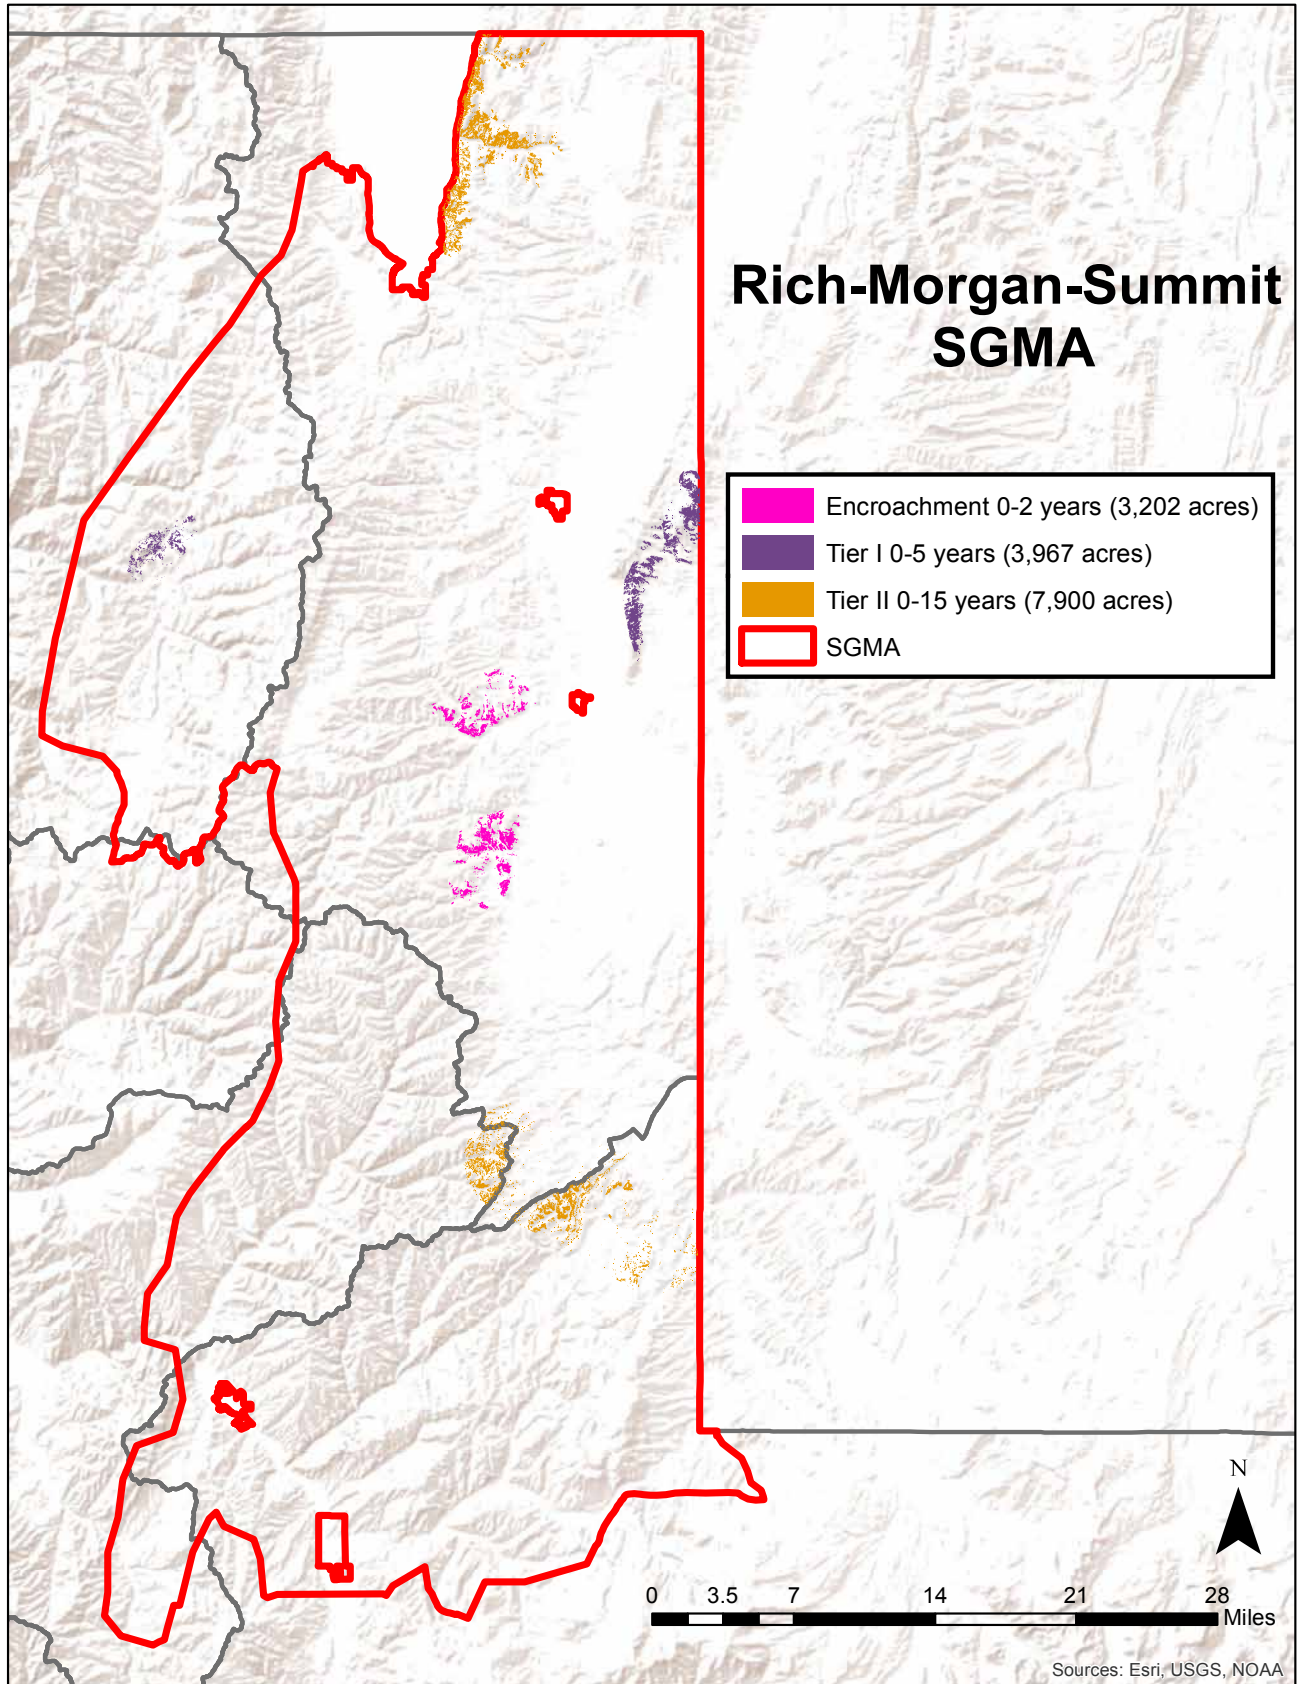 Rich-Morgan-Summit
SGMA
Encroachment 0-2 years (3,202 acres)
Tier I 0-5 years (3,967 acres)
Tier II 0-15 years (7,900 acres)
SGMA
N
0 3.5 7 14 21 28
Miles
Sources: Esri, USGS, NOAA